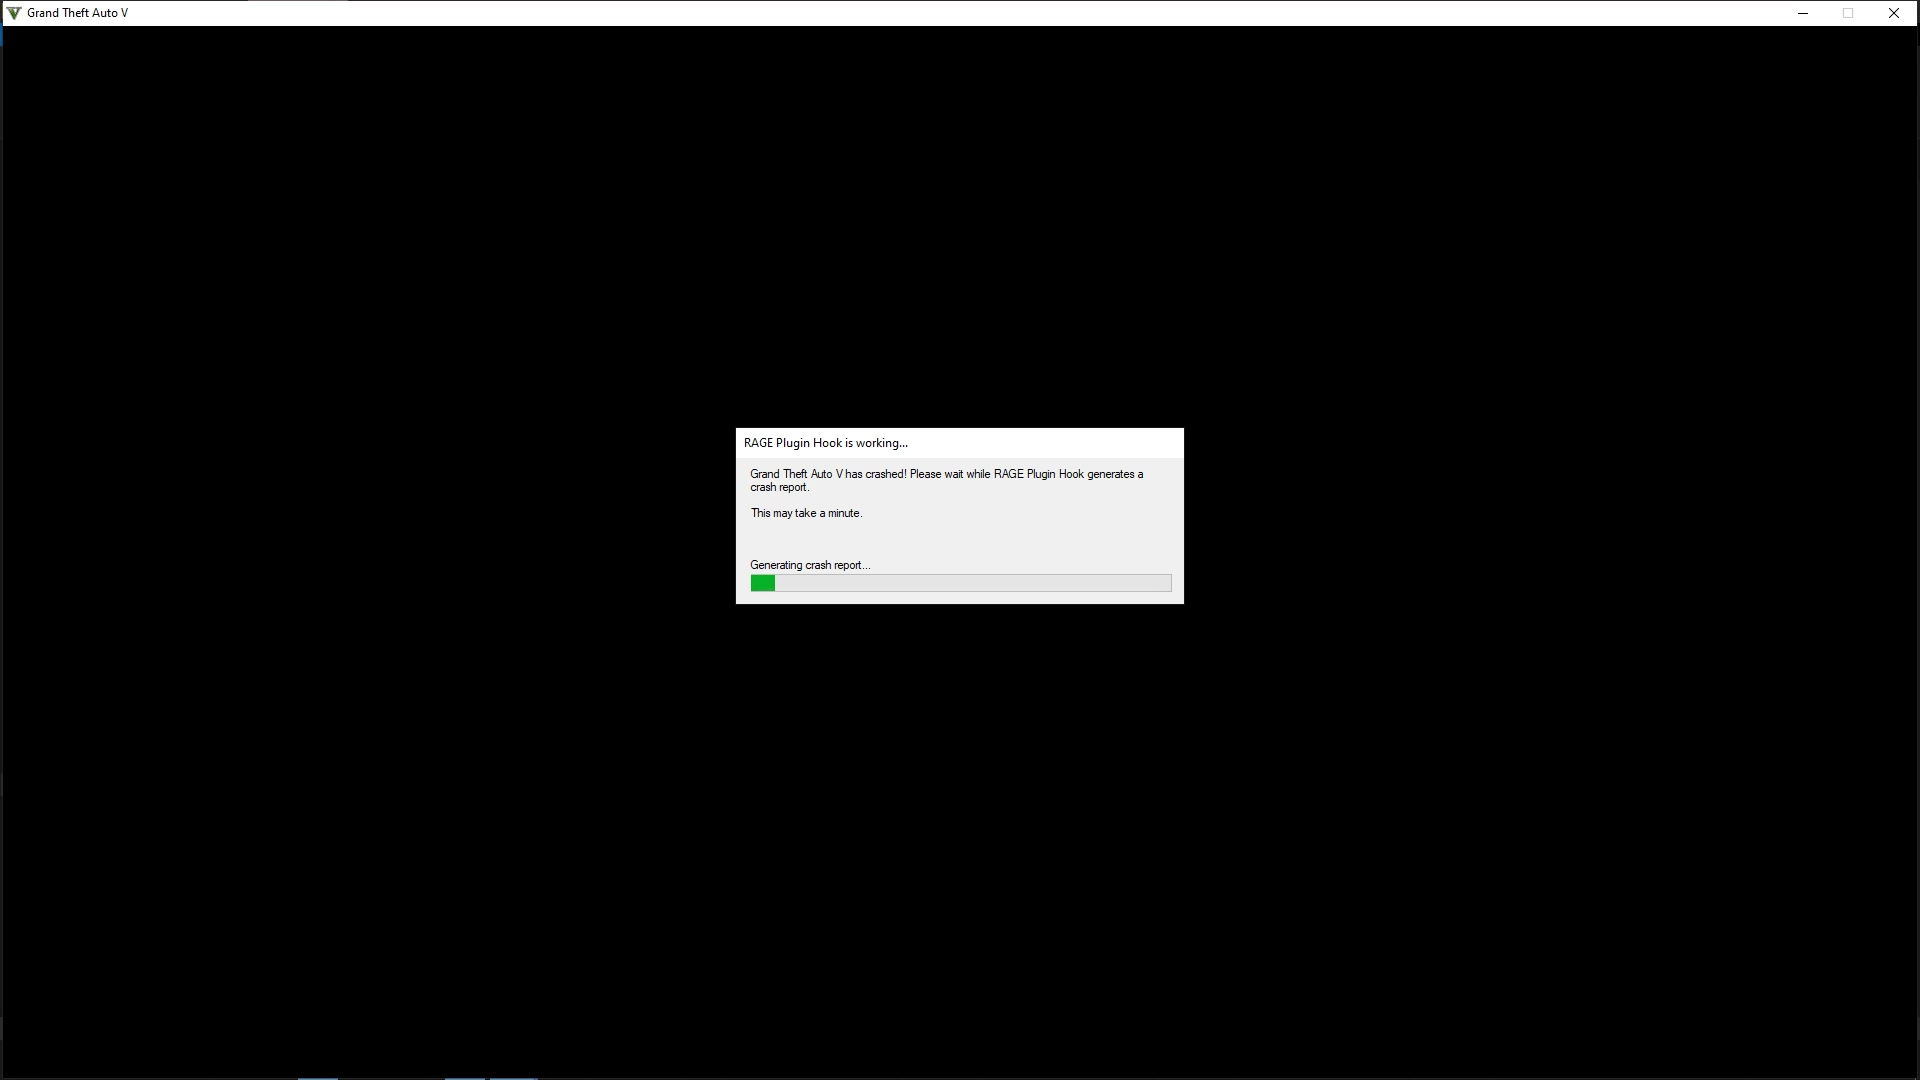 Grand Theft Auto V
RAGE Plugin Hook is working...
Grand Theft Auto V has crashed! Please wait while RAGE Plugin Hook generates a
crash report.
This may take a minute.
Generating crash report...